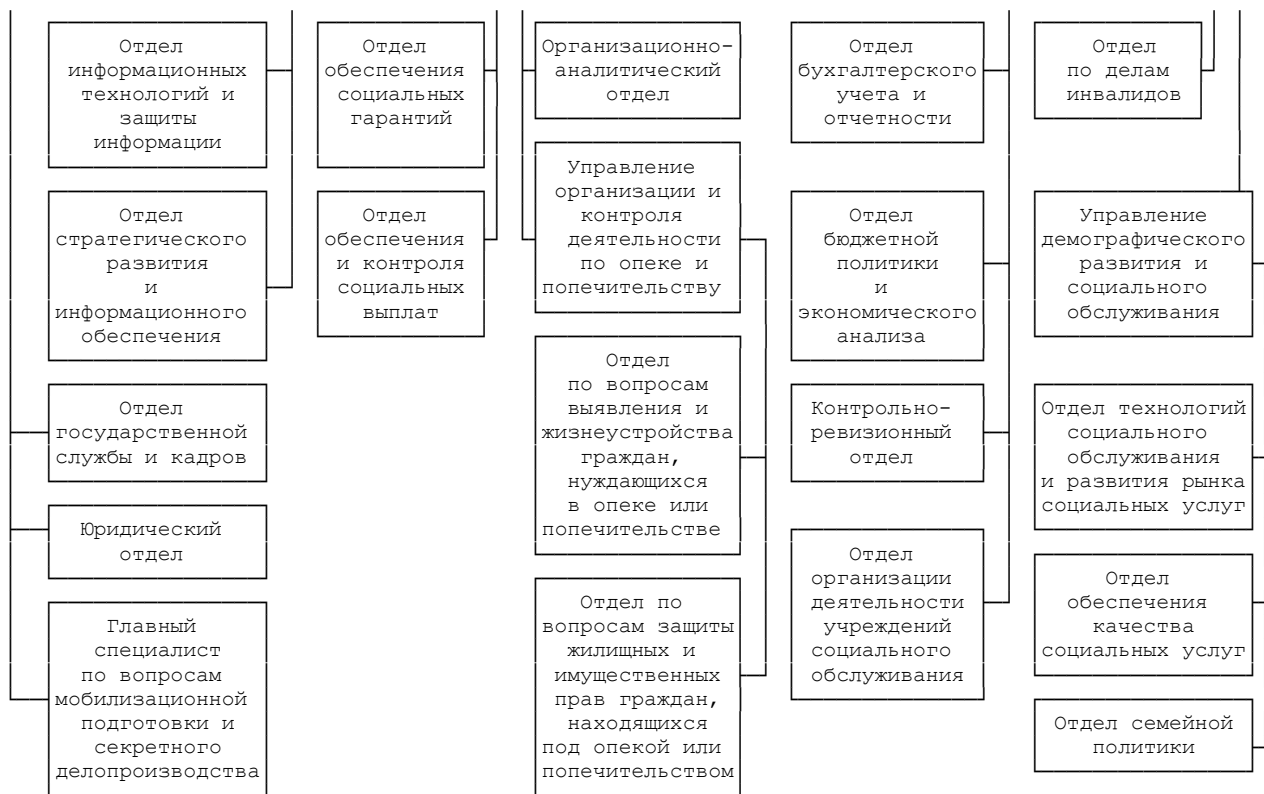 Отдел
информационных
технологий и
защиты
информации
Отдел
стратегического
развития
и
информационного
обеспечения
Отдел
государственной
службы и кадров
Юридический
отдел
Главный
специалист
по вопросам
мобилизационной
подготовки и
секретного
делопроизводства
Отдел
обеспечения
социальных
гарантий
Отдел
обеспечения
и контроля
социальных
выплат
Организационно-
аналитический
отдел
Управление
организации и
контроля
деятельности
по опеке и
попечительству
Отдел
по вопросам
выявления и
жизнеустройства
граждан,
нуждающихся
в опеке или
попечительстве
Отдел по
вопросам защиты
жилищных и
имущественных
прав граждан,
находящихся
под опекой или
попечительством
Отдел
бухгалтерского
учета и
отчетности
Отдел
бюджетной
политики
и
экономического
анализа
Контрольно-
ревизионный
отдел
Отдел
организации
деятельности
учреждений
социального
обслуживания
Отдел
по делам
инвалидов
Управление
демографического
развития и
социального
обслуживания
Отдел технологий
социального
обслуживания
и развития рынка
социальных услуг
Отдел
обеспечения
качества
социальных услуг
Отдел семейной
политики